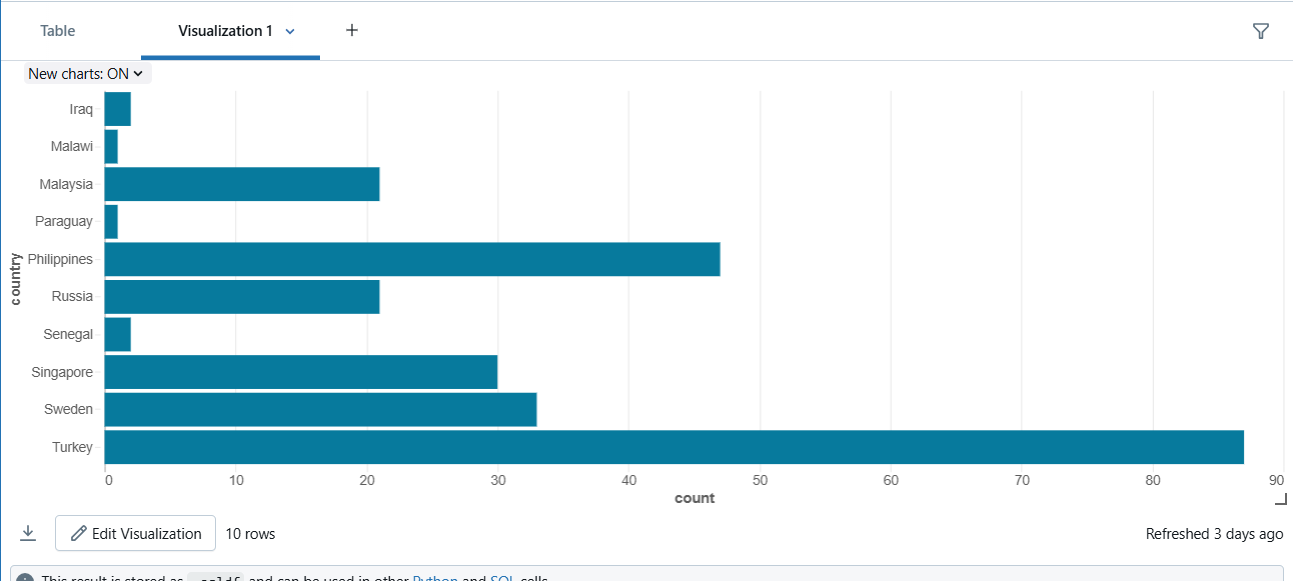 Table Visualization 1 +
New charts: ON
Iraq
Malawi
Malaysia
Paraguay
Philippines
Russia
Senegal
Singapore
Sweden
Turkey
country
0 10 20 30 40 50 60 70 80 90
count
Edit Visualization 10 rows Refreshed 3 days ago
This result is stored as _sqldf and can be used in other Python and SQL cells.